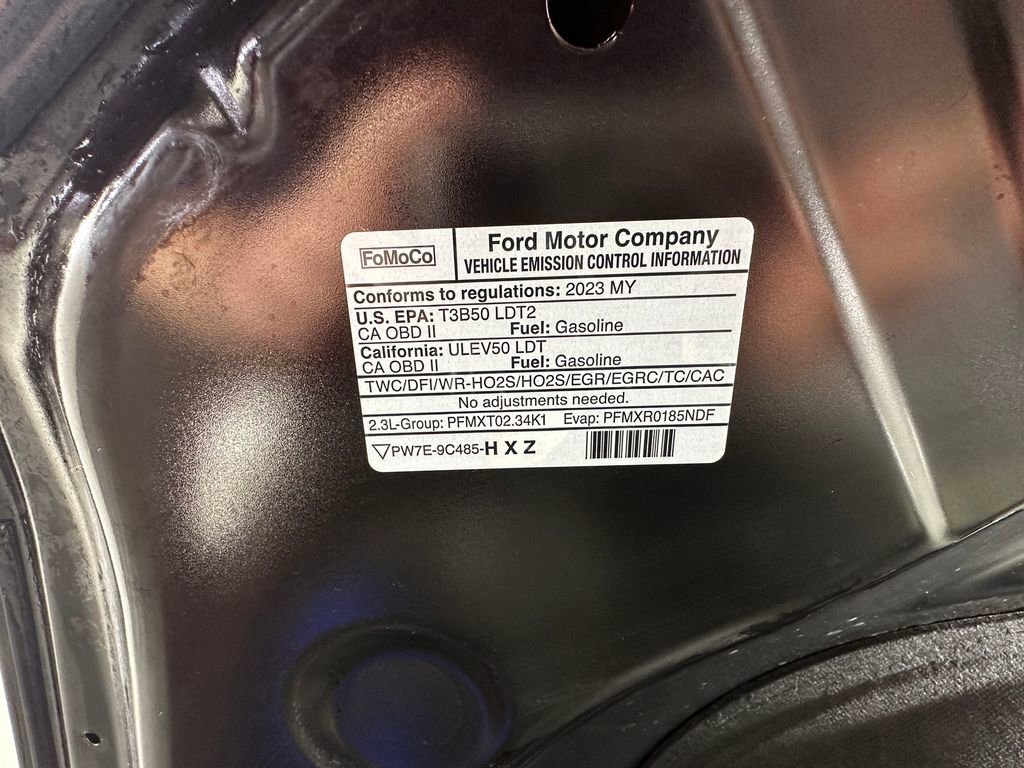 FoMoCo
Ford Motor Company
VEHICLE EMISSION CONTROL INFORMATION
Conforms to regulations: 2023 MY
U.S. EPA: T3B50 LDT2
CA OBD II Fuel: Gasoline
California: ULEV50 LDT
CA OBD II Fuel: Gasoline
TWC/DFI/WR-HO2S/HO2S/EGR/EGRC/TC/CAC
No adjustments needed.
2.3L-Group: PFMXT02.34K1 Evap: PFMXR0185NDF
▽PW7E-9C485-H X Z